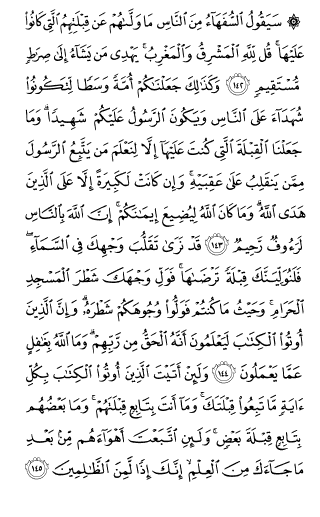 ۞ سَيَقُولُ ٱلسُّفَهَآءُ مِنَ ٱلنَّاسِ مَا وَلَّىٰهُمْ عَن قِبْلَتِهِمُ ٱلَّتِى كَانُوا۟
عَلَيْهَا ۚ قُل لِّلَّهِ ٱلْمَشْرِقُ وَٱلْمَغْرِبُ ۚ يَهْدِى مَن يَشَآءُ إِلَىٰ صِرَٰطٍ
مُّسْتَقِيمٍ ١٤٢ وَكَذَٰلِكَ جَعَلْنَٰكُمْ أُمَّةً وَسَطًا لِّتَكُونُوا۟
شُهَدَآءَ عَلَى ٱلنَّاسِ وَيَكُونَ ٱلرَّسُولُ عَلَيْكُمْ شَهِيدًا ۗ وَمَا
جَعَلْنَا ٱلْقِبْلَةَ ٱلَّتِى كُنتَ عَلَيْهَآ إِلَّا لِنَعْلَمَ مَن يَتَّبِعُ ٱلرَّسُولَ
مِمَّن يَنقَلِبُ عَلَىٰ عَقِبَيْهِ ۚ وَإِن كَانَتْ لَكَبِيرَةً إِلَّا عَلَى ٱلَّذِينَ
هَدَى ٱللَّهُ ۗ وَمَا كَانَ ٱللَّهُ لِيُضِيعَ إِيمَٰنَكُمْ ۚ إِنَّ ٱللَّهَ بِٱلنَّاسِ
لَرَءُوفٌ رَّحِيمٌ ١٤٣ قَدْ نَرَىٰ تَقَلُّبَ وَجْهِكَ فِى ٱلسَّمَآءِ ۖ
فَلَنُوَلِّيَنَّكَ قِبْلَةً تَرْضَىٰهَا ۚ فَوَلِّ وَجْهَكَ شَطْرَ ٱلْمَسْجِدِ
ٱلْحَرَامِ ۚ وَحَيْثُ مَا كُنتُمْ فَوَلُّوا۟ وُجُوهَكُمْ شَطْرَهُۥ ۗ وَإِنَّ ٱلَّذِينَ
أُوتُوا۟ ٱلْكِتَٰبَ لَيَعْلَمُونَ أَنَّهُ ٱلْحَقُّ مِن رَّبِّهِمْ ۗ وَمَا ٱللَّهُ بِغَٰفِلٍ
عَمَّا يَعْمَلُونَ ١٤٤ وَلَئِنْ أَتَيْتَ ٱلَّذِينَ أُوتُوا۟ ٱلْكِتَٰبَ بِكُلِّ
ءَايَةٍ مَّا تَبِعُوا۟ قِبْلَتَكَ ۚ وَمَآ أَنتَ بِتَابِعٍ قِبْلَتَهُمْ ۚ وَمَا بَعْضُهُم
بِتَابِعٍ قِبْلَةَ بَعْضٍ ۚ وَلَئِنِ ٱتَّبَعْتَ أَهْوَآءَهُم مِّنۢ بَعْدِ
مَا جَآءَكَ مِنَ ٱلْعِلْمِ ۙ إِنَّكَ إِذًا لَّمِنَ ٱلظَّٰلِمِينَ ١٤٥